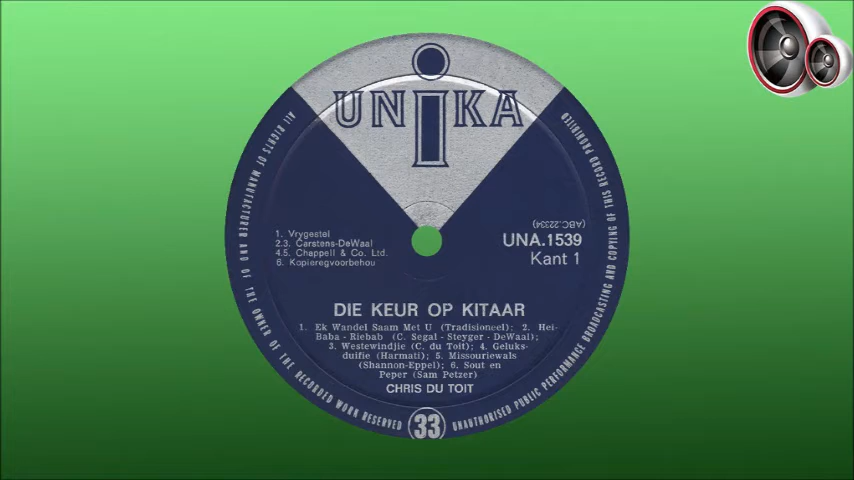 UNiKA
ALL RIGHTS OF MANUFACTURER AND OF THE OWNER OF THE RECORDED WORK RESERVED
UNAUTHORISED PUBLIC PERFORMANCE BROADCASTING AND COPYING OF THIS RECORD PROHIBITED
1. Vrygestel
2.3. Carstens-DeWaal
4.5. Chappell & Co. Ltd.
6. Kopieregvoorbehou
(ABC.22334)
UNA.1539
Kant 1
DIE KEUR OP KITAAR
1. Ek Wandel Saam Met U (Tradisioneel); 2. Hei-
Baba - Riebab (C. Segal - Steyger - DeWaal);
3. Westewindjie (C. du Toit); 4. Geluks-
duifie (Harmati); 5. Missouriewals
(Shannon-Eppel); 6. Sout en
Peper (Sam Petzer)
CHRIS DU TOIT
33